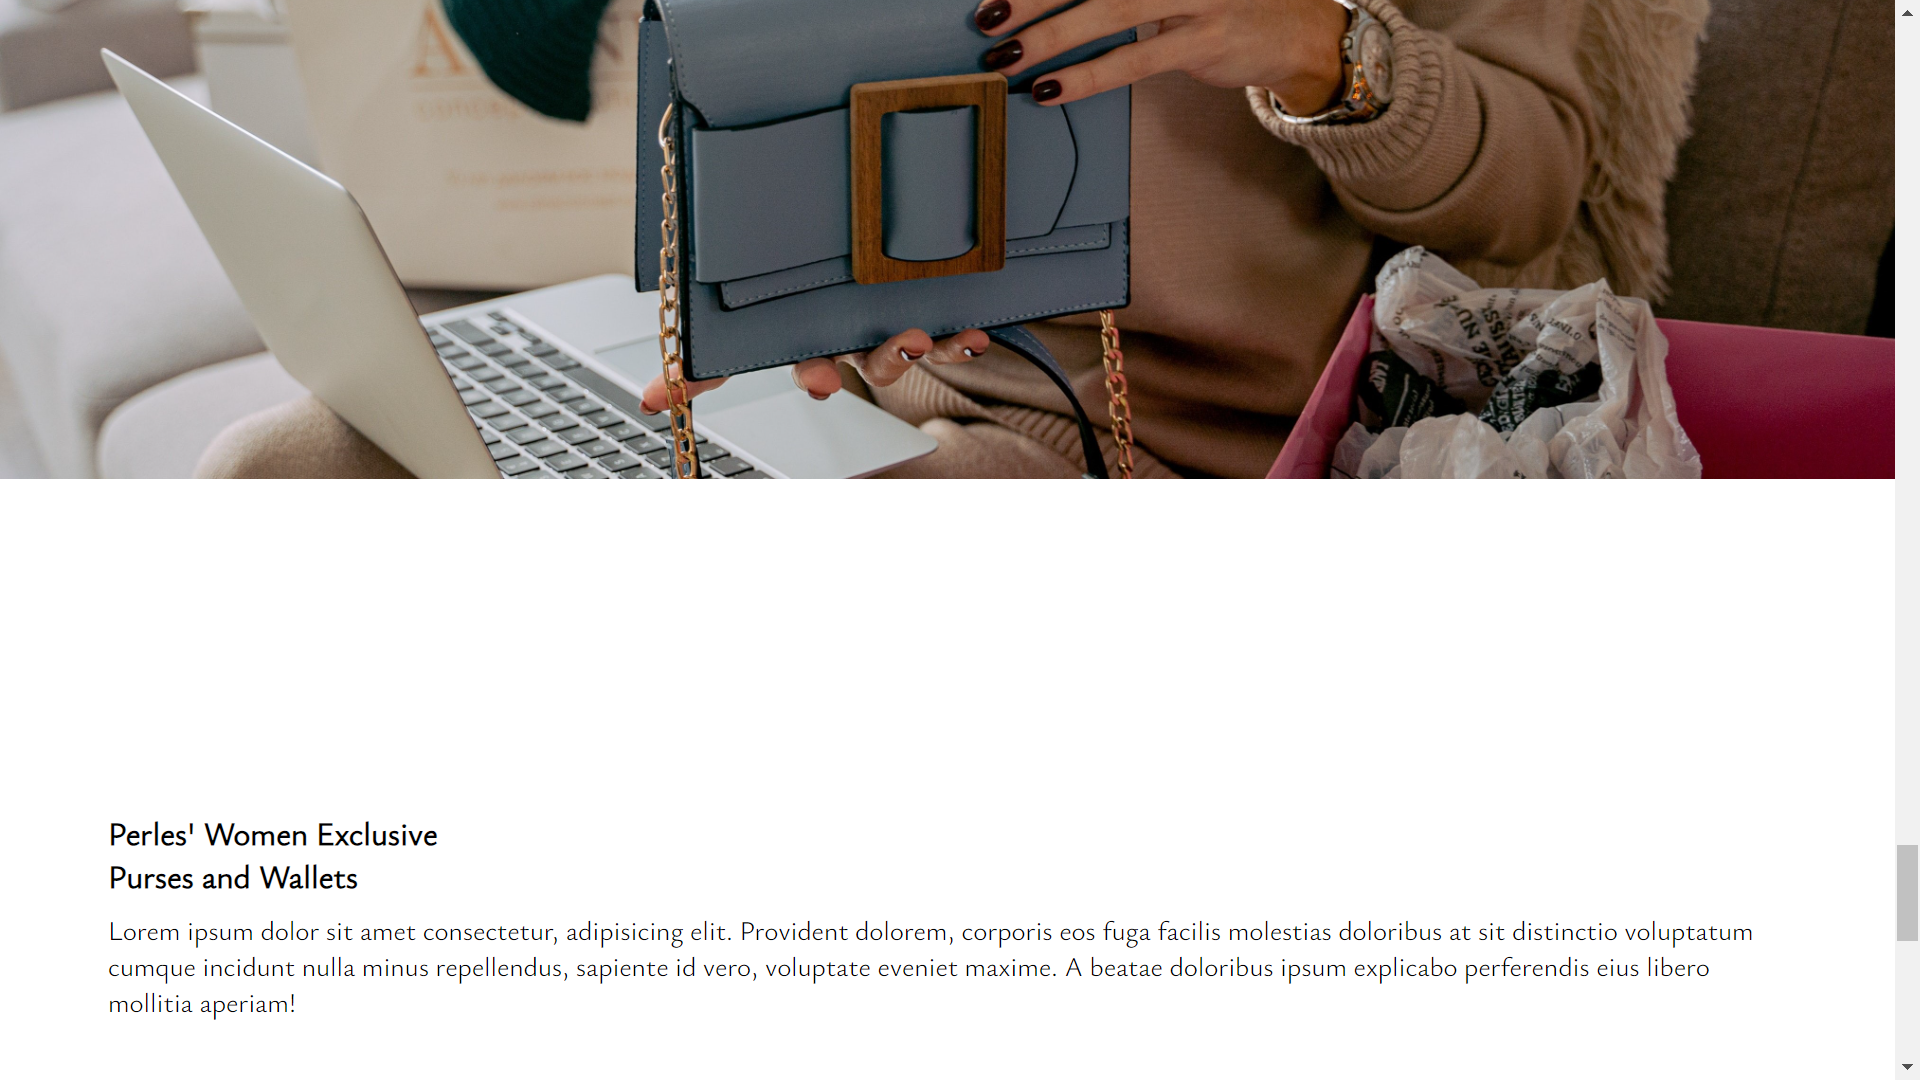 Perles' Women Exclusive
Purses and Wallets
Lorem ipsum dolor sit amet consectetur, adipisicing elit. Provident dolorem, corporis eos fuga facilis molestias doloribus at sit distinctio voluptatum
cumque incidunt nulla minus repellendus, sapiente id vero, voluptate eveniet maxime. A beatae doloribus ipsum explicabo perferendis eius libero
mollitia aperiam!